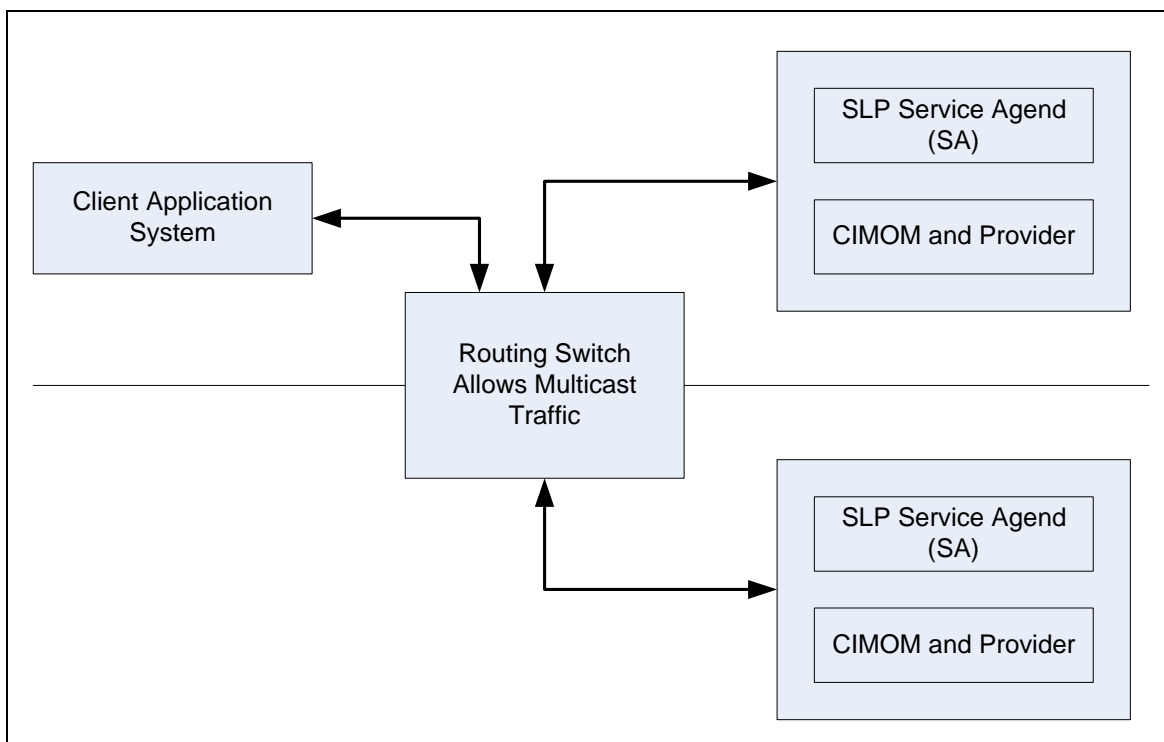 SLP Service Agend
(SA)
CIMOM and Provider
Client Application
System
Routing Switch
Allows Multicast
Traffic
SLP Service Agend
(SA)
CIMOM and Provider